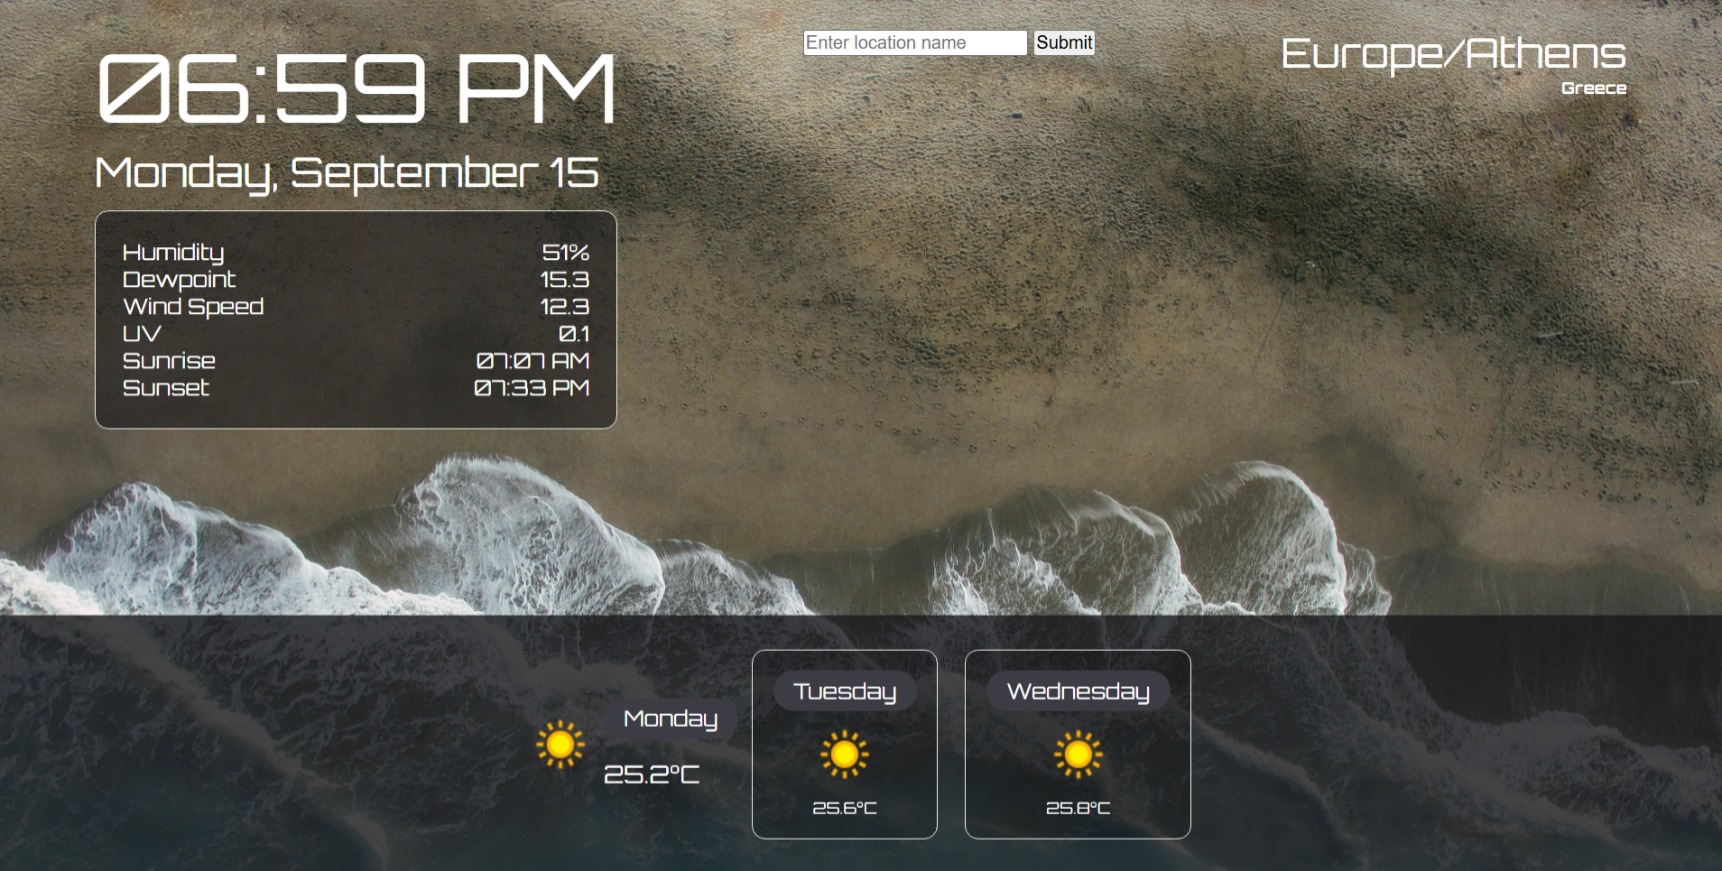 06:59 PM
Monday, September 15
Enter location name Submit
Europe/Athens
Greece
Humidity 51%
Dewpoint 15.3
Wind Speed 12.3
UV 0.1
Sunrise 07:07 AM
Sunset 07:33 PM
Monday
25.2°C
Tuesday
25.6°C
Wednesday
25.8°C